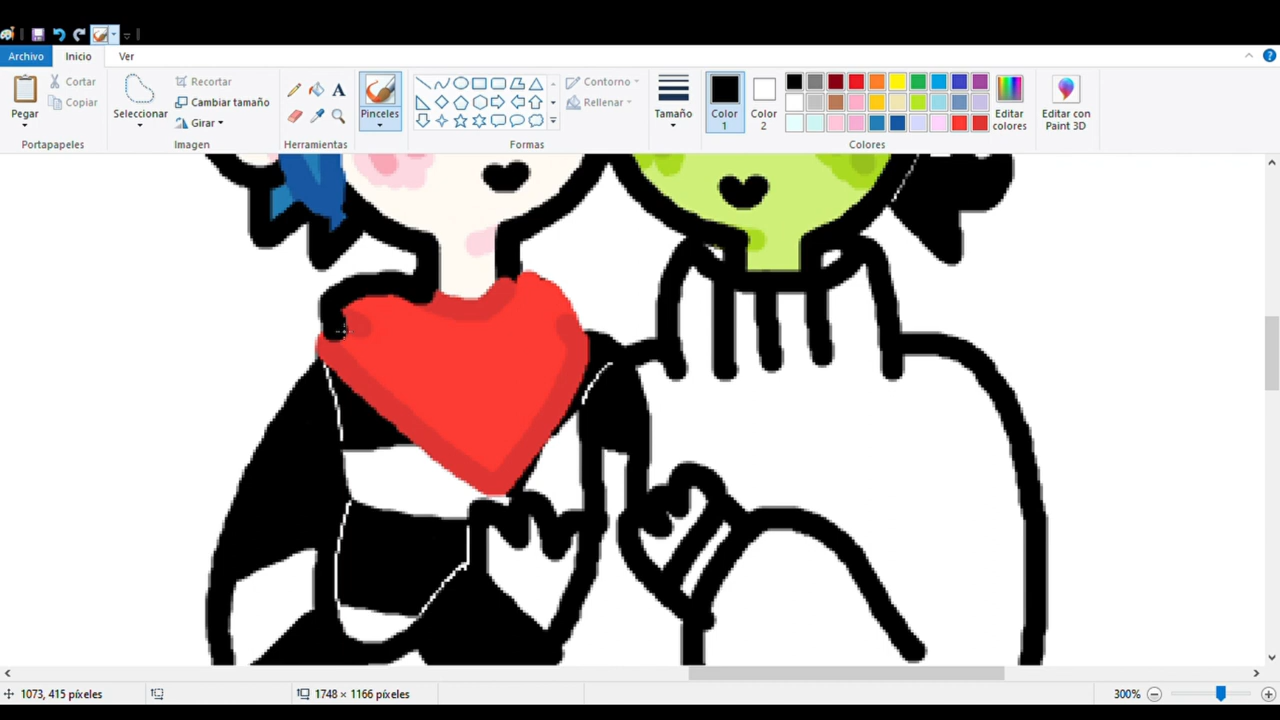 Archivo Inicio Ver
Pegar
Cortar
Copiar
Portapapeles
Seleccionar
Recortar
Cambiar tamaño
Girar
Imagen
A
Herramientas
Pinceles
Contorno
Rellenar
Formas
Tamaño
Color 1
Color 2
Editar colores
Colores
Editar con Paint 3D
1073, 415 píxeles
1748 × 1166 píxeles
300%